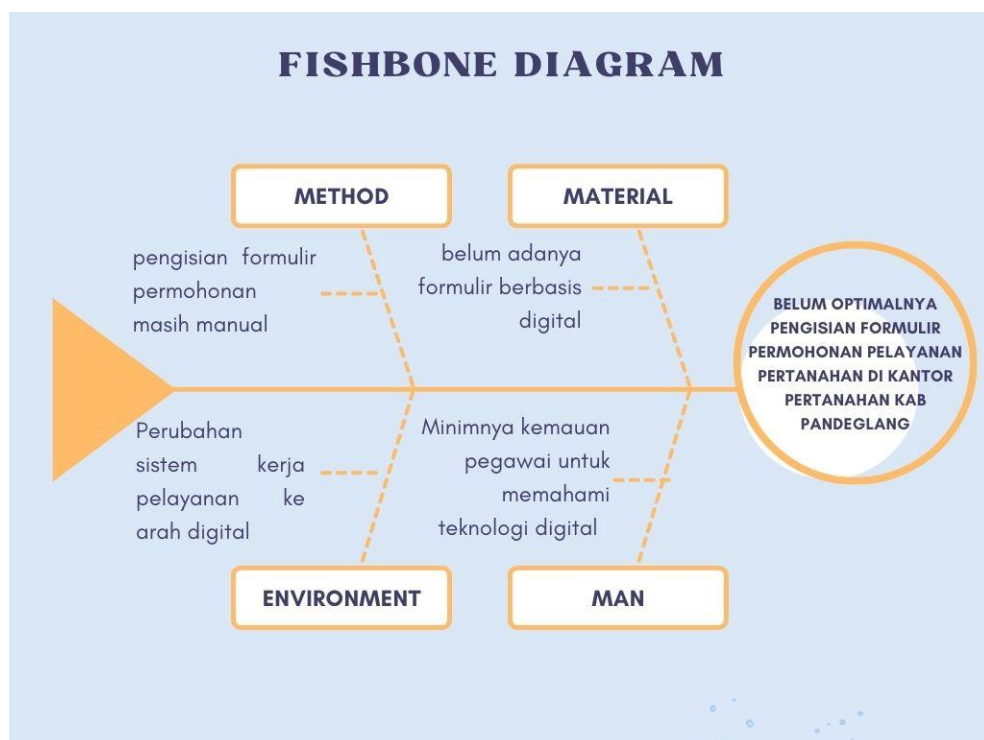 FISHBONE DIAGRAM
METHOD
MATERIAL
pengisian formulir
permohonan
masih manual
belum adanya
formulir berbasis
digital
BELUM OPTIMALNYA
PENGISIAN FORMULIR
PERMOHONAN PELAYANAN
PERTANAHAN DI KANTOR
PERTANAHAN KAB
PANDEGLANG
Perubahan
sistem kerja
pelayanan ke
arah digital
Minimnya kemauan
pegawai untuk
memahami
teknologi digital
ENVIRONMENT
MAN